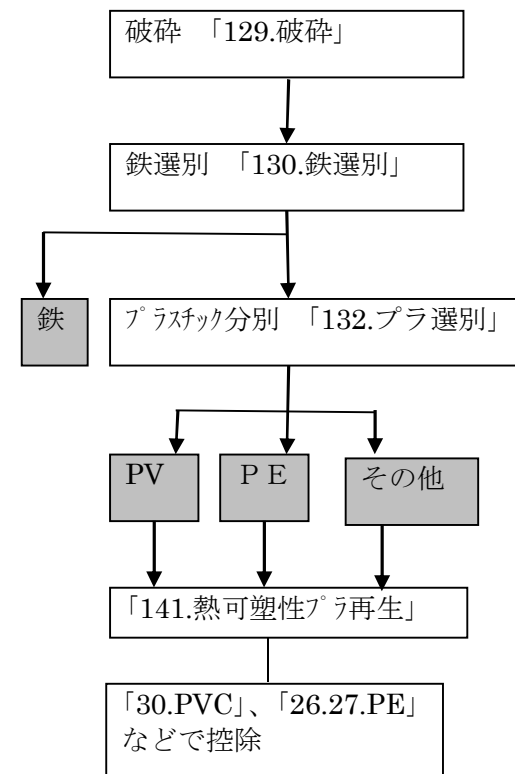 破砕 「129.破砕」
鉄選別 「130.鉄選別」
鉄
プラスチック分別 「132.プラ選別」
PV
ＰＥ
その他
「141.熱可塑性プラ再生」
「30.PVC」、「26.27.PE」
などで控除